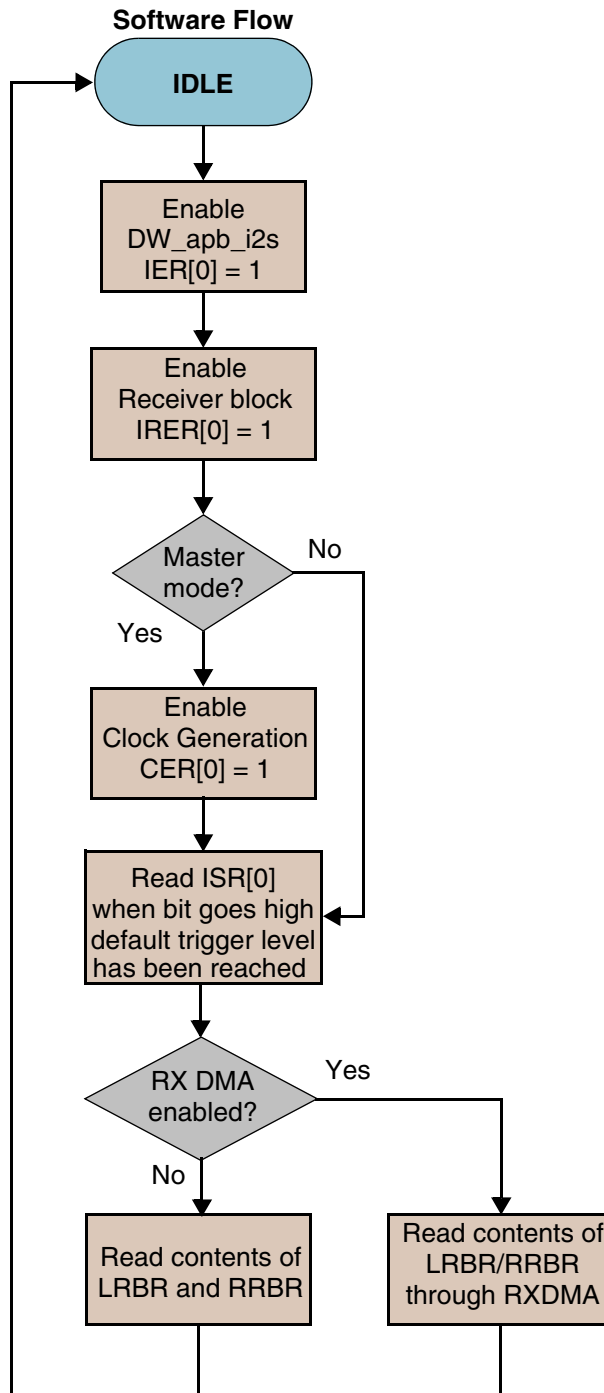 Software Flow
IDLE
Enable
DW_apb_i2s
IER[0] = 1
Enable
Receiver block
IRER[0] = 1
Master
mode?
No
Yes
Enable
Clock Generation
CER[0] = 1
Read ISR[0]
when bit goes high
default trigger level
has been reached
RX DMA
enabled?
Yes
No
Read contents of
LRBR and RRBR
Read contents of
LRBR/RRBR
through RXDMA